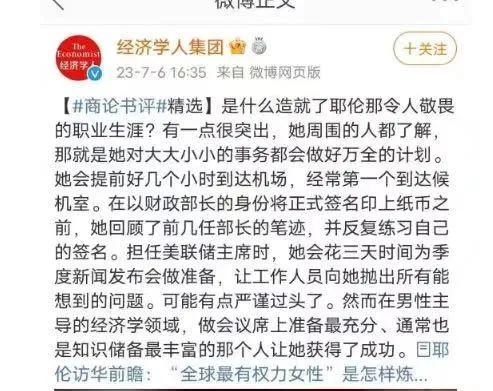 微博正文
The
Economist
经济学人
经济学人集团
23-7-6 16:35 来自 微博网页版
+关注
【#商论书评#精选】是什么造就了耶伦那令人敬畏
的职业生涯？有一点很突出，她周围的人都了解，
那就是她对大大小小的事务都会做好万全的计划。
她会提前好几个小时到达机场，经常第一个到达候
机室。在以财政部长的身份将正式签名印上纸币之
前，她回顾了前几任部长的笔迹，并反复练习自己
的签名。担任美联储主席时，她会花三天时间为季
度新闻发布会做准备，让工作人员向她抛出所有能
想到的问题。可能有点严谨过头了。然而在男性主
导的经济学领域，做会议席上准备最充分、通常也
是知识储备最丰富的那个人让她获得了成功。耶
伦访华前瞻：“全球最有权力女性”是怎样炼...